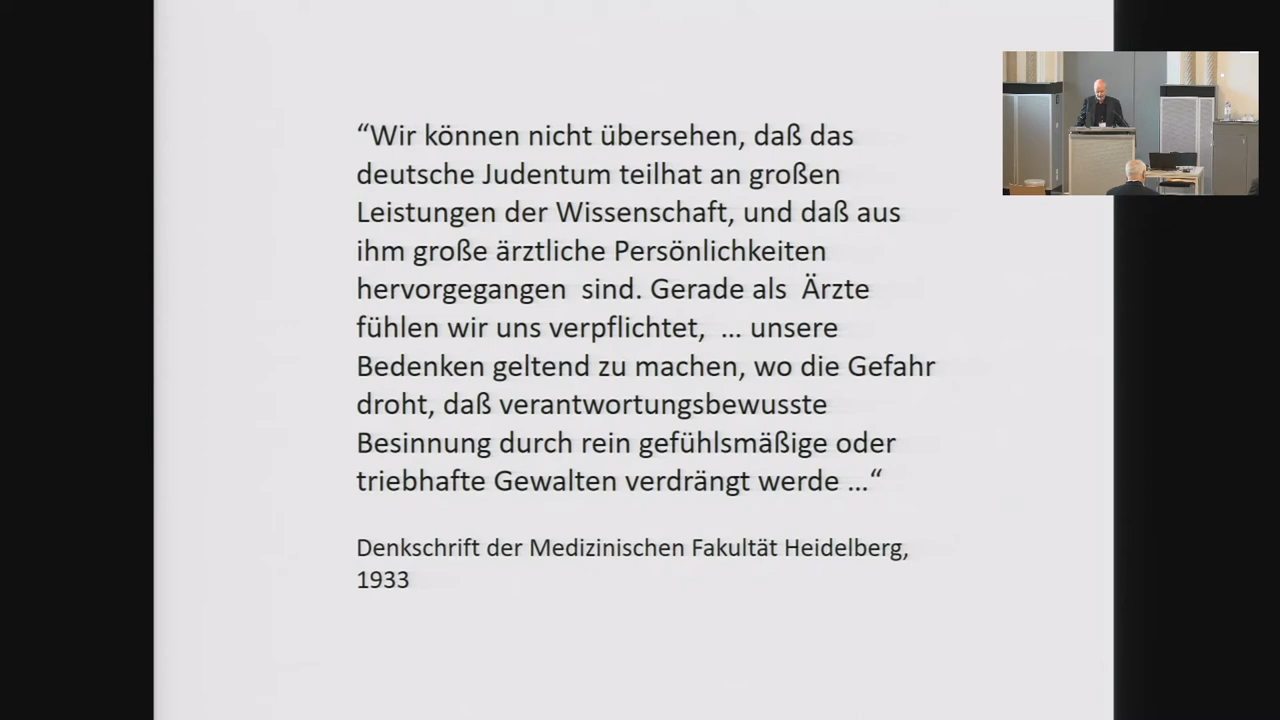 “Wir können nicht übersehen, daß das
deutsche Judentum teilhat an großen
Leistungen der Wissenschaft, und daß aus
ihm große ärztliche Persönlichkeiten
hervorgegangen  sind. Gerade als  Ärzte
fühlen wir uns verpflichtet,  ... unsere
Bedenken geltend zu machen, wo die Gefahr
droht, daß verantwortungsbewusste
Besinnung durch rein gefühlsmäßige oder
triebhafte Gewalten verdrängt werde ...“
Denkschrift der Medizinischen Fakultät Heidelberg,
1933